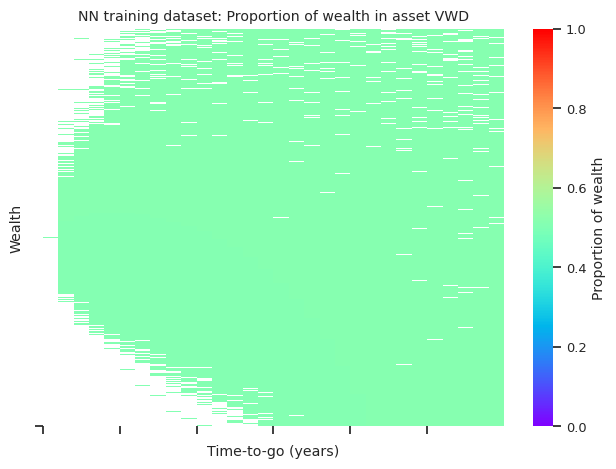 NN training dataset: Proportion of wealth in asset VWD
Wealth
Time-to-go (years)
1.0
0.8
0.6
0.4
0.2
0.0
Proportion of wealth